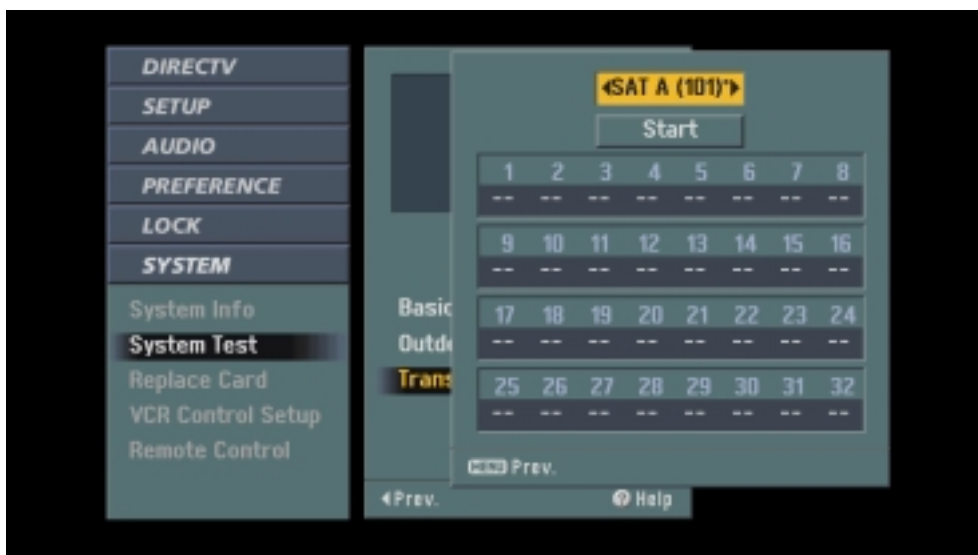 DIRECTV
SETUP
AUDIO
PREFERENCE
LOCK
SYSTEM
System Info
System Test
Replace Card
VCR Control Setup
Remote Control
Basic
Outdo
Trans
◀Prev.
? Help
◀SAT A (101)*▶
Start
1 2 3 4 5 6 7 8
-- -- -- -- -- -- -- --
9 10 11 12 13 14 15 16
-- -- -- -- -- -- -- --
17 18 19 20 21 22 23 24
-- -- -- -- -- -- -- --
25 26 27 28 29 30 31 32
-- -- -- -- -- -- -- --
MENU Prev.